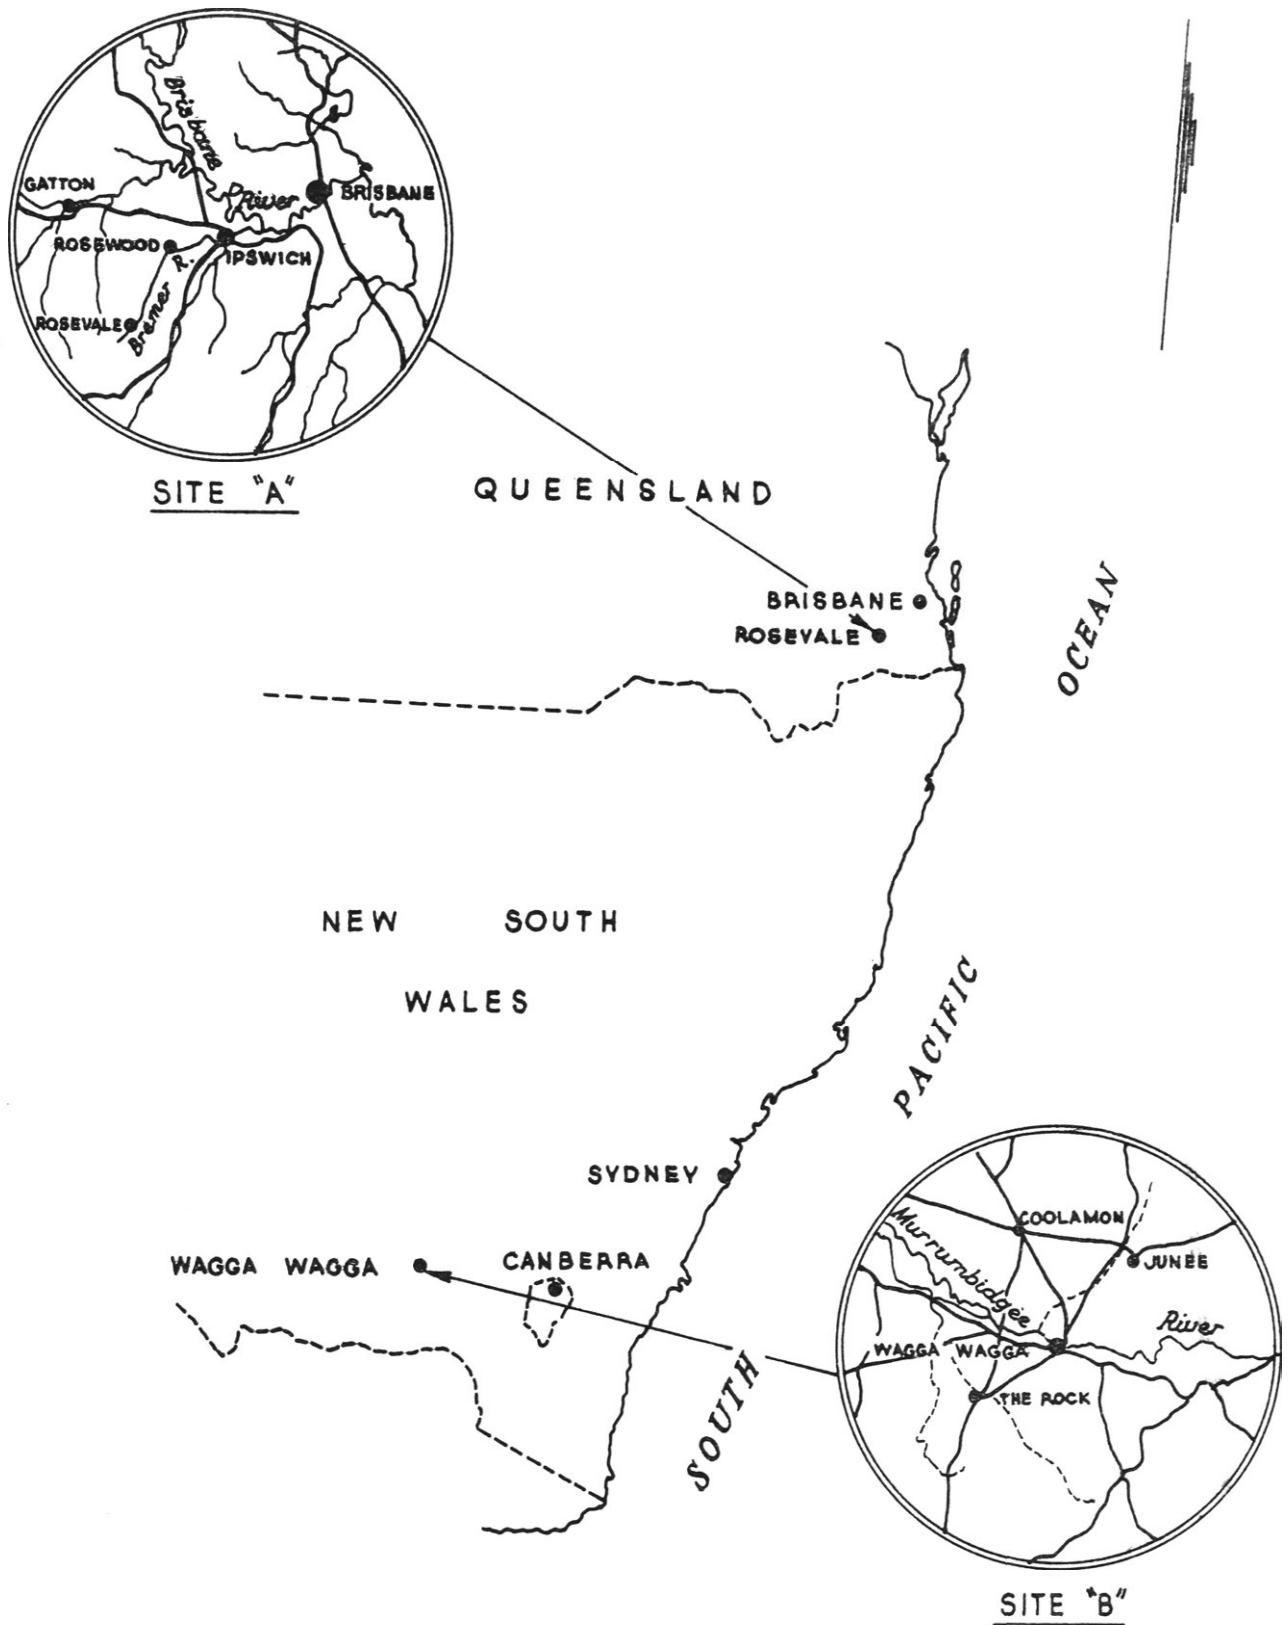 Brisbane
River
GATTON
BRISBANE
ROSEWOOD
IPSWICH
Bremer R.
ROSEVALE
SITE "A"
QUEENSLAND
BRISBANE
ROSEVALE
OCEAN
NEW SOUTH
WALES
PACIFIC
SYDNEY
WAGGA WAGGA
CANBERRA
SOUTH
COOLAMON
Murrumbidgee
JUNEE
River
WAGGA WAGGA
THE ROCK
SITE "B"